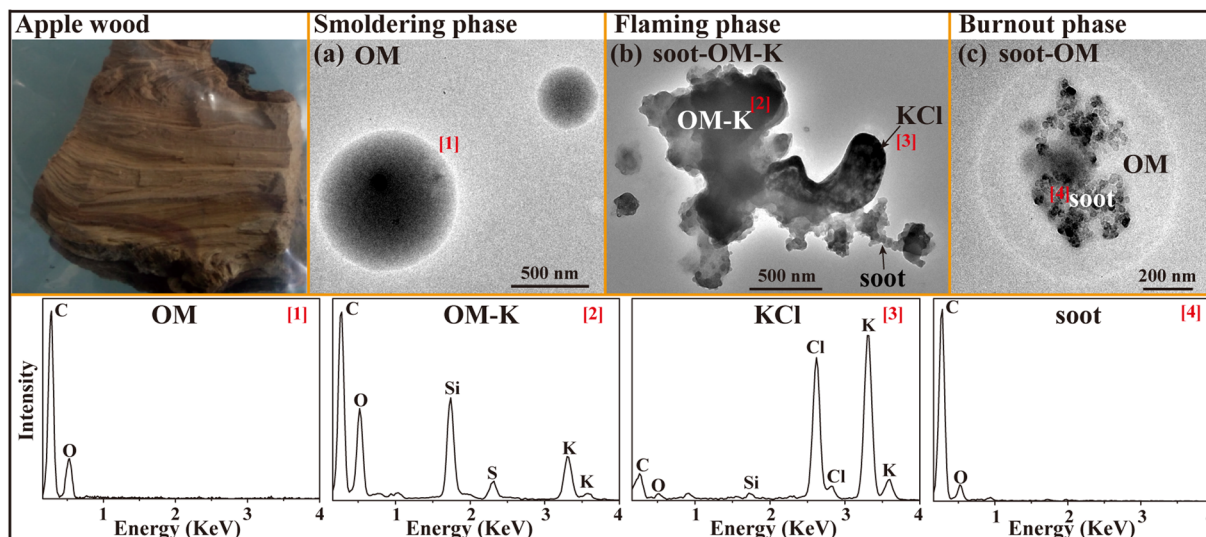 Apple wood
Smoldering phase
Flaming phase
Burnout phase
(a) OM
[1]
500 nm
(b) soot-OM-K
[2]
OM-K
KCl
[3]
500 nm
soot
(c) soot-OM
OM
[4]
soot
200 nm
Intensity
C
OM
[1]
O
1 2 3 4
Energy (KeV)
C
OM-K
[2]
O
Si
S
K
K
1 2 3 4
Energy (KeV)
KCl
[3]
C
O
Si
Cl
Cl
K
K
1 2 3 4
Energy (KeV)
C
soot
[4]
O
1 2 3
Energy (KeV)